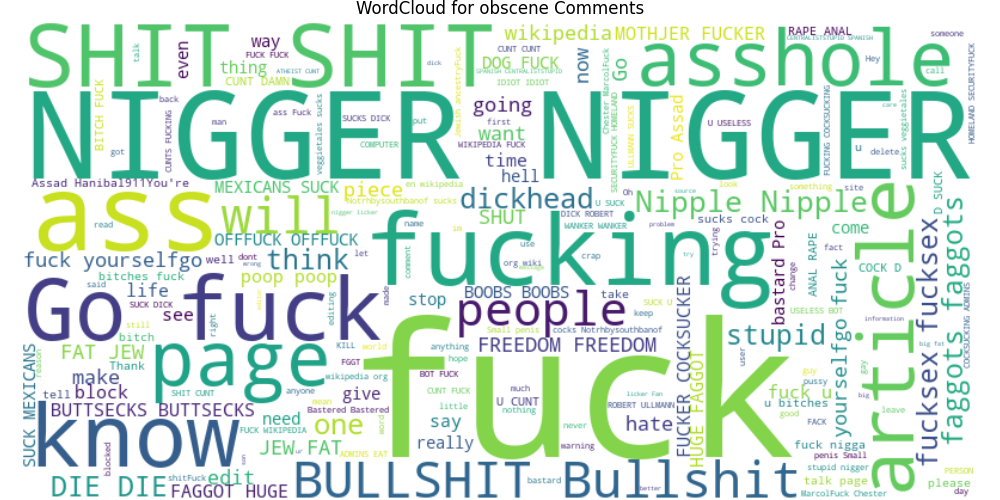 WordCloud for obscene Comments
SHIT SHIT
asshole
NIGGER NIGGER
wikipedia
MOTHJER FUCKER
RAPE ANAL
CENTRALISTSTUPID SPANISH
someone
talk
even
way
FUCK FUCK
thing
ATHEIST CUNT
CUNT DAMN
CUNT CUNT
DOG FUCK
SPANISH CENTRALISTSTUPID
IDIOT IDIOT
dick
now
Go
Hey
call
BITCH FUCK
back
got
man
CUNTS FUCKING
ass Fuck
veggietales sucks
SUCKS DICK
COMPUTER
put
Jewish ancestryfuck
going
first
want
WIKIPEDIA FUCK
time
hell
Chester MarcolFuck
SECURITYFUCK HOMELAND
ULLMANN SUCKS
Pro Assad
U USELESS
FUCKING COCKSUCKING
u
care
delete
sucks veggietales
HOMELAND SECURITYFUCK
Assad Hanibal911You're
MEXICANS SUCK
piece
en wikipedia
Notrhbysouthbanof sucks
dickhead
U SUCK
Oh
source
look
something
site
Nipple Nipple
D SUCK
ass
will
nigger licker
SHUT
DICK ROBERT
WANKER WANKER
problem
sucks cock
trying
come
fact
read
OFFFUCK OFFFUCK
name
in
use
fucking
article
fuck yourselfgo
well
dont
wrong
think
let
comment
org wiki
crap
try
bastard Pro
change
ANAL RAPE
COCK D
faggots faggots
bitches fuck
said
life
poop poop
SUCK DICK
see
made
stop
BOOBS BOOBS
take
SUCK U
keep
USELESS BOT
Go fuck
people
Small penis
cocks Notrhbysouthbanof
stupid
information
still
bitch
right
editing
KILL
world
anything
FREEDOM FREEDOM
user
yourselfgo fuck
fucksex fucksex
big fat
COCKSUCKING ADMINS
SUCK MEXICANS
reason
FAT JEW
Thank
page
FGGT
hope
BOT FUCK
fuck
FUCKER COCKSUCKER
HUGE FAGGOT
guy
pussy
gay
make
tell
block
SHIT CUNT
wikipedia org
mean
anyone
give
CUNT FUCK
much
U CUNT
nothing
licker Fan
fuck u
u bitches
big
leave
BUTTSECKS BUTTSECKS
Bastered Bastered
little
ROBERT ULLMANN
good
FACK
know
FUCK WIKIPEDIA
need
one
word
say
never
hate
fuck nigga
penis Small
blocked
JEW FAT
ur
ADMINS EAT
really
warning
stupid nigger
PERSON
DIE DIE
shitFuck
edit
son
BULLSHIT Bullshit
bastard
better
talk page
please
FAGGOT HUGE
MarcolFuck Chester
day